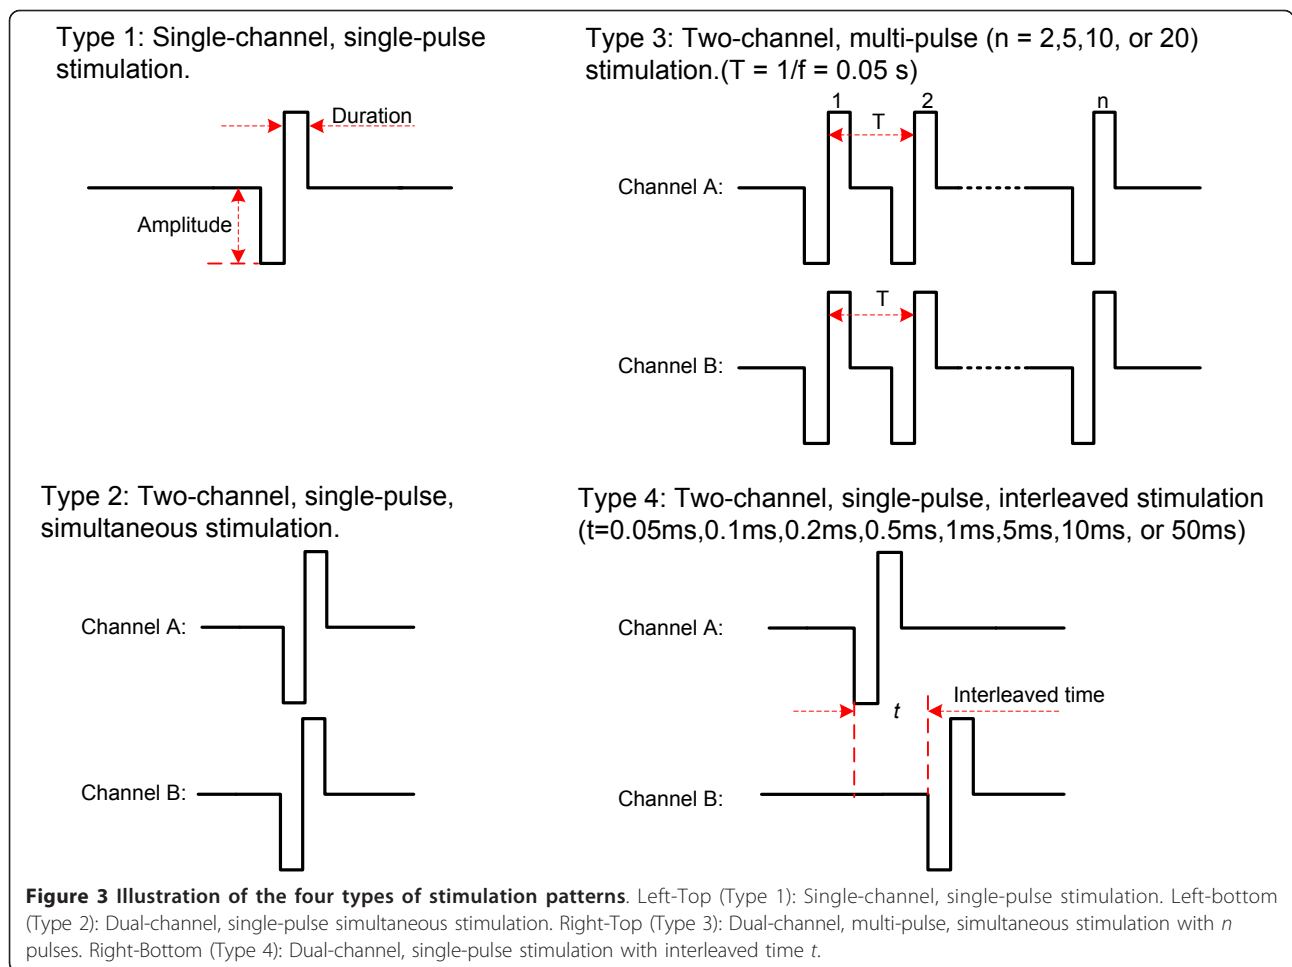 Type 1: Single-channel, single-pulse
stimulation.
Duration
Amplitude
Type 3: Two-channel, multi-pulse (n = 2,5,10, or 20)
stimulation.(T = 1/f = 0.05 s)
1 2 n
T
Channel A:
T
Channel B:
Type 2: Two-channel, single-pulse,
simultaneous stimulation.
Channel A:
Channel B:
Type 4: Two-channel, single-pulse, interleaved stimulation
(t=0.05ms,0.1ms,0.2ms,0.5ms,1ms,5ms,10ms, or 50ms)
Channel A:
t Interleaved time
Channel B:
Figure 3 Illustration of the four types of stimulation patterns. Left-Top (Type 1): Single-channel, single-pulse stimulation. Left-bottom
(Type 2): Dual-channel, single-pulse simultaneous stimulation. Right-Top (Type 3): Dual-channel, multi-pulse, simultaneous stimulation with n
pulses. Right-Bottom (Type 4): Dual-channel, single-pulse stimulation with interleaved time t.